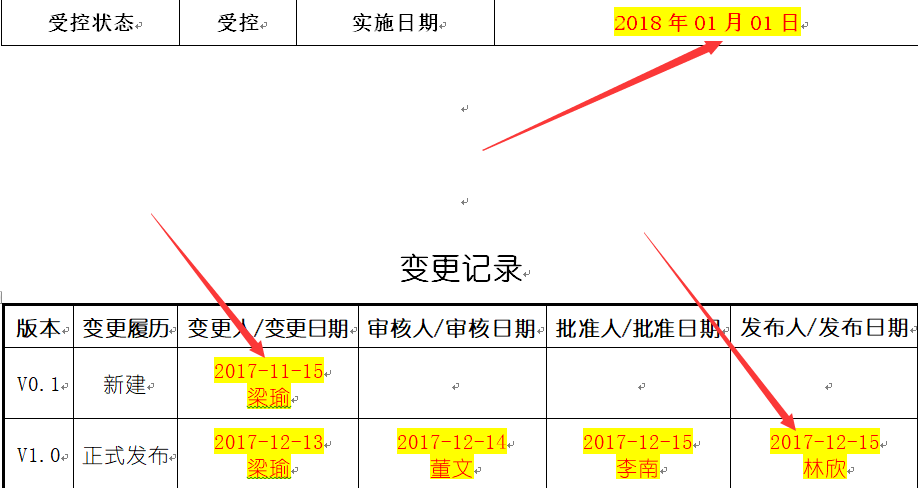 受控状态 受控 实施日期 2018 年 01 月 01 日
变更记录
版本 变更履历 变更人/变更日期 审核人/审核日期 批准人/批准日期 发布人/发布日期
V0.1 新建 2017-11-15
梁瑜
V1.0 正式发布 2017-12-13 2017-12-14 2017-12-15 2017-12-15
梁瑜 董文 李南 林欣